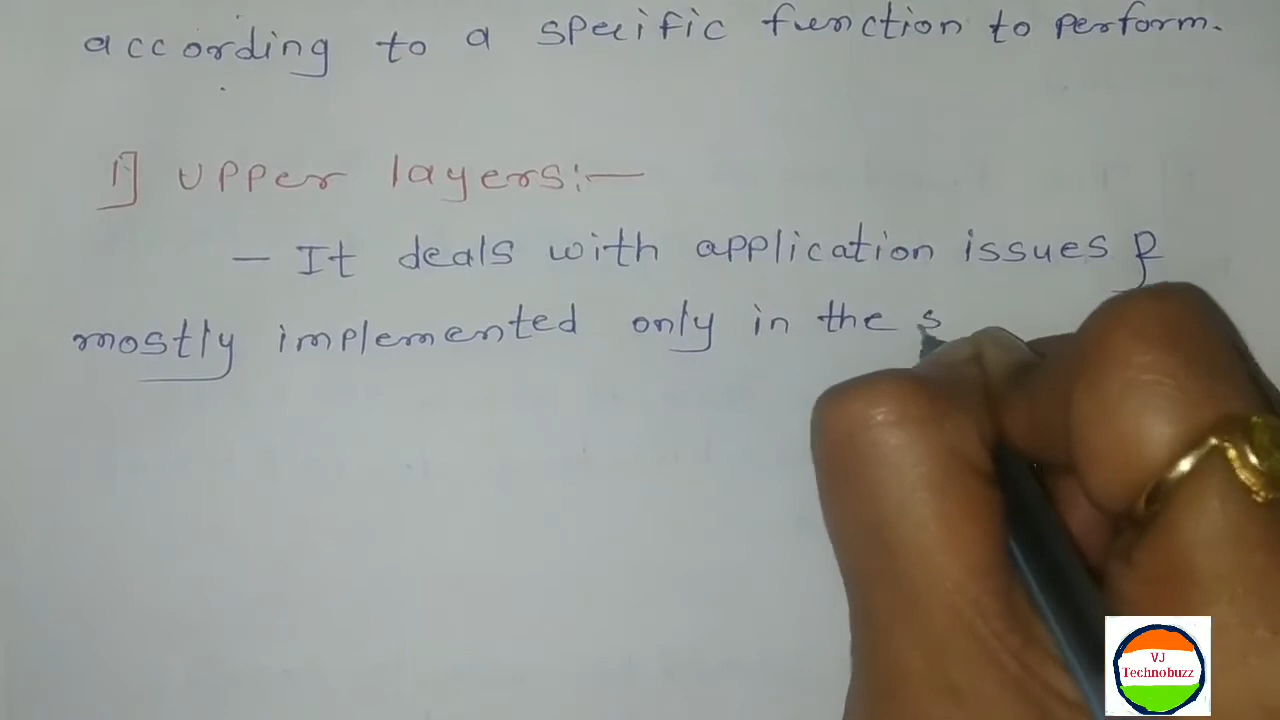 according to a specific function to perform.
1] Upper layers:-
- It deals with application issues &
mostly implemented only in the s
VJ
Technobuzz